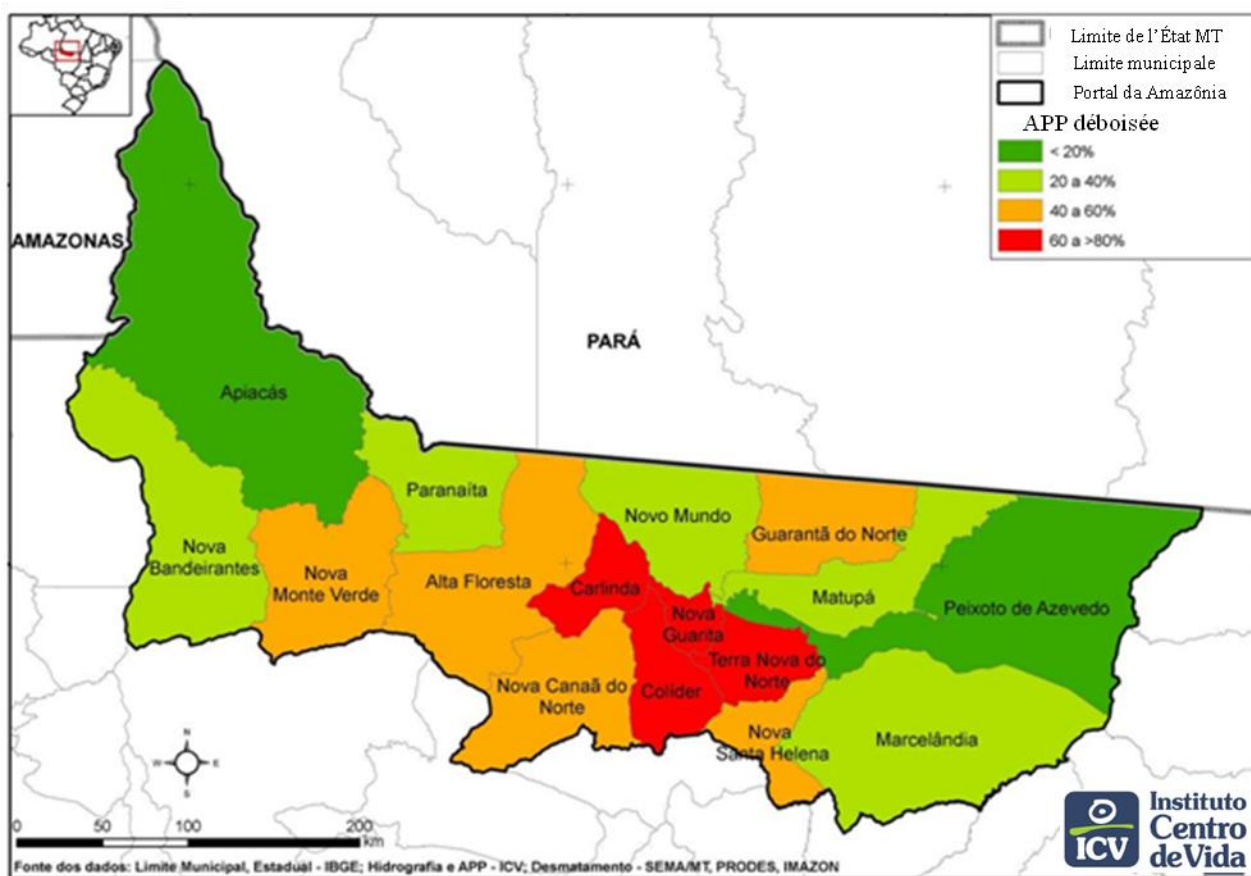 Limite de l’État MT
Limite municipale
Portal da Amazônia
APP déboisée
< 20%
20 a 40%
40 a 60%
60 a >80%
AMAZONAS
PARÁ
Apiacás
Paranaíta
Novo Mundo
Guarantã do Norte
Nova
Bandeirantes
Nova
Monte Verde
Alta Floresta
Carlinda
Matupá
Peixoto de Azevedo
Nova
Guarita
Terra Nova do
Norte
Nova Canaã do
Norte
Colíder
Nova
Santa Helena
Marcelândia
N
W E
S
0 50 100 200
km
Instituto
Centro
de Vida
ICV
Fonte dos dados: Limite Municipal, Estadual - IBGE; Hidrografia e APP - ICV; Desmatamento - SEMA/MT, PRODES, IMAZON